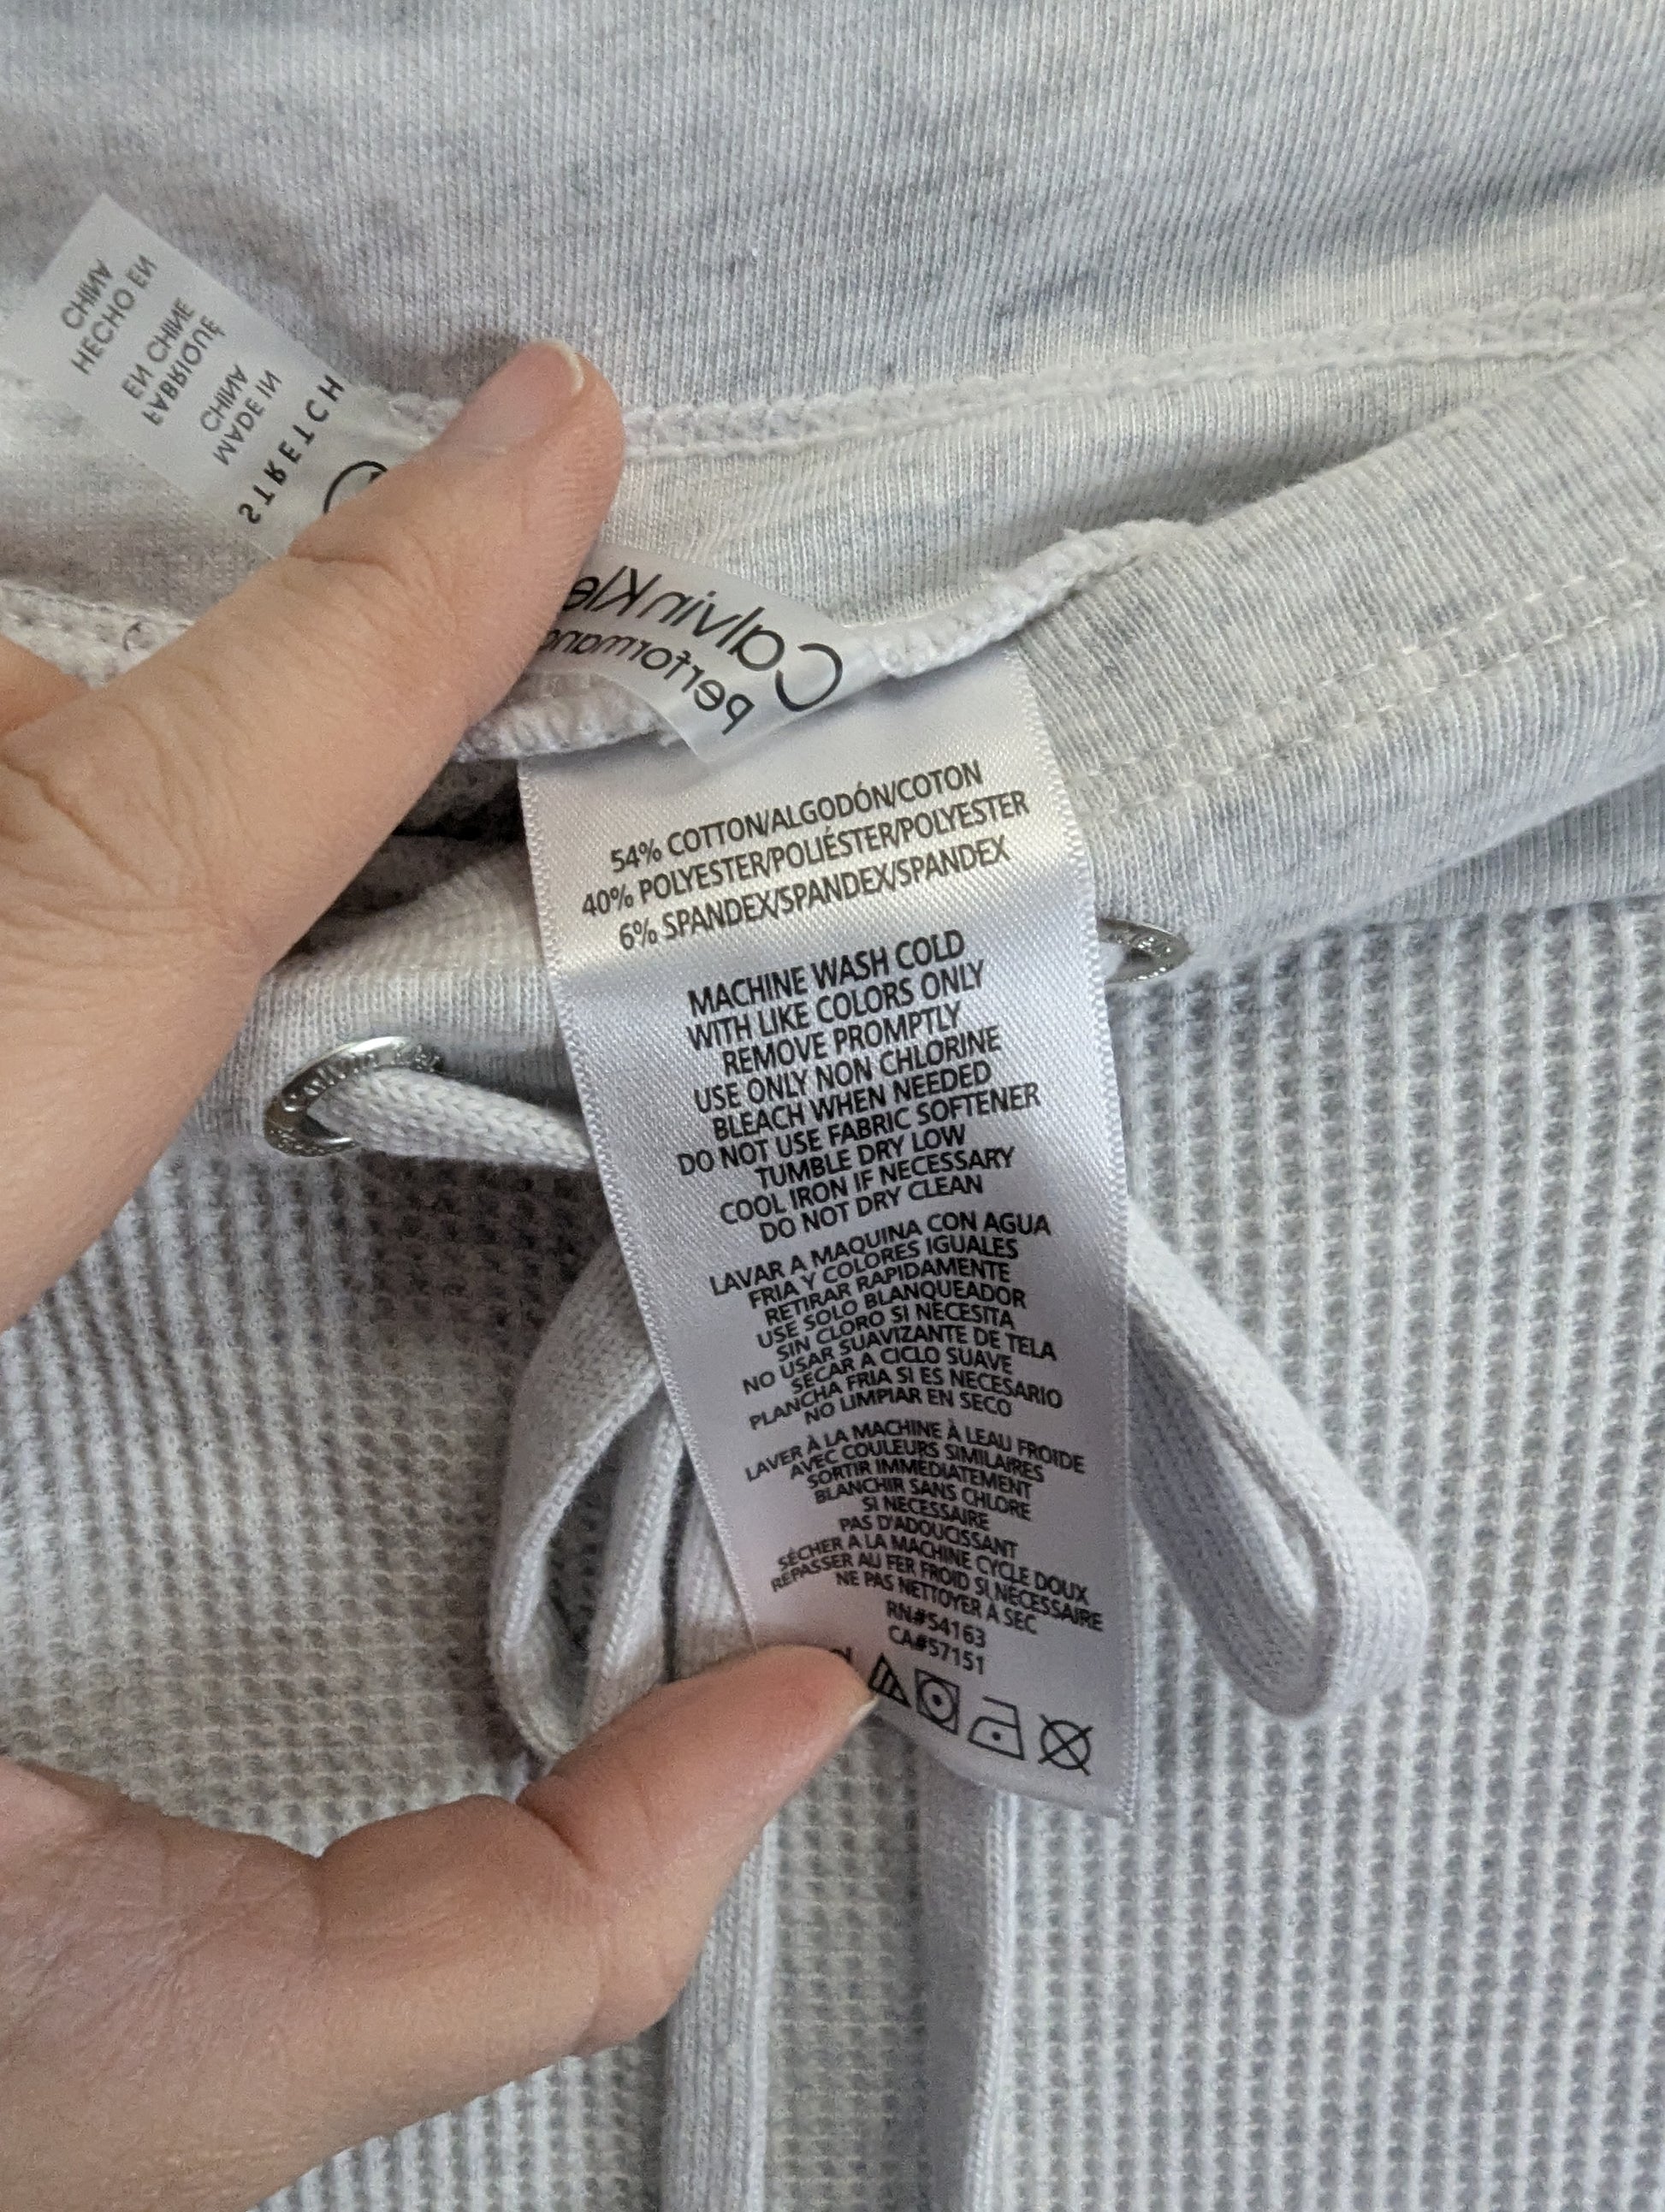 CHINA
HECHO EN
EN CHINE
FABRIQUÉ
CHINA
MADE IN
STRETCH
Calvin Kle
Performanc
54% COTTON/ALGODÓN/COTON
40% POLYESTER/POLIÉSTER/POLYESTER
6% SPANDEX/SPANDEX/SPANDEX
MACHINE WASH COLD
WITH LIKE COLORS ONLY
REMOVE PROMPTLY
USE ONLY NON CHLORINE
BLEACH WHEN NEEDED
DO NOT USE FABRIC SOFTENER
TUMBLE DRY LOW
COOL IRON IF NECESSARY
DO NOT DRY CLEAN
LAVAR A MAQUINA CON AGUA
FRIA Y COLORES IGUALES
RETIRAR RAPIDAMENTE
USE SOLO BLANQUEADOR
SIN CLORO SI NECESITA
NO USAR SUAVIZANTE DE TELA
SECAR A CICLO SUAVE
PLANCHA FRIA SI ES NECESARIO
NO LIMPIAR EN SECO
LAVER À LA MACHINE À LEAU FROIDE
AVEC COULEURS SIMILAIRES
SORTIR IMMÉDIATEMENT
BLANCHIR SANS CHLORE
SI NECESSAIRE
PAS D'ADOUCISSANT
SÉCHER À LA MACHINE CYCLE DOUX
REPASSER AU FER FROID SI NÉCESSAIRE
NE PAS NETTOYER À SEC
RN#54163
CA#57151